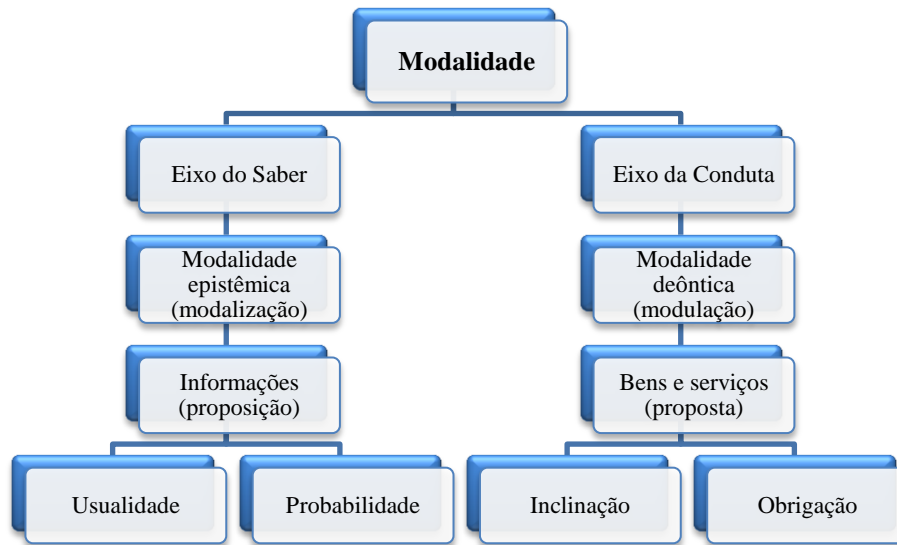 Modalidade
Eixo do Saber
Eixo da Conduta
Modalidade
epistêmica
(modalização)
Modalidade
deôntica
(modulação)
Informações
(proposição)
Bens e serviços
(proposta)
Usualidade
Probabilidade
Inclinação
Obrigação